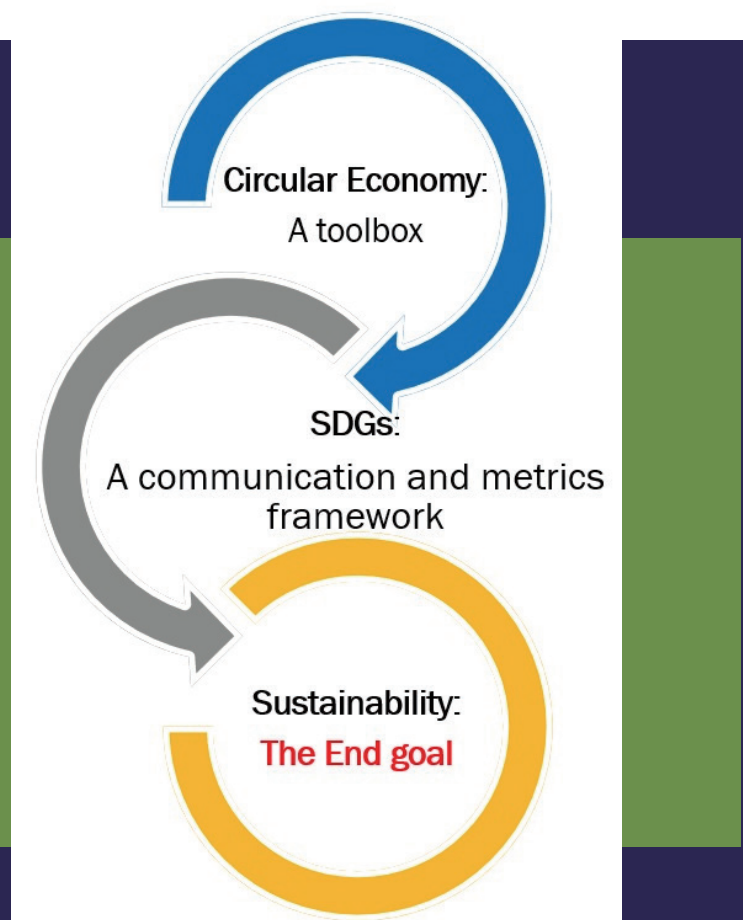 Circular Economy:
A toolbox
SDGs:
A communication and metrics
framework
Sustainability:
The End goal